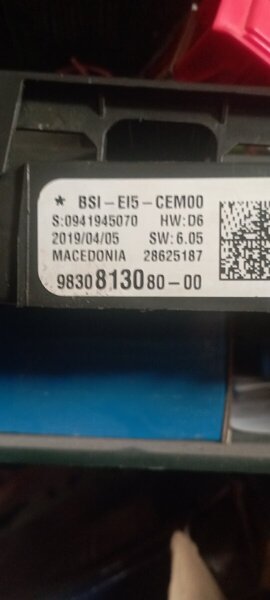 * BSI-EI5-CEM00
S:0941945070 HW:D6
2019/04/05 SW:6.05
MACEDONIA 28625187
9830813080-00